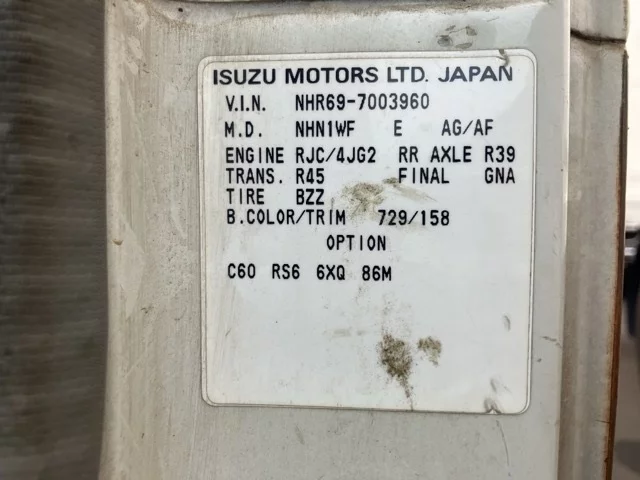 ISUZU MOTORS LTD. JAPAN
V.I.N. NHR69-7003960
M.D. NHN1WF E AG/AF
ENGINE RJC/4JG2 RR AXLE R39
TRANS. R45 FINAL GNA
TIRE BZZ
B.COLOR/TRIM 729/158
OPTION
C60 RS6 6XQ 86M